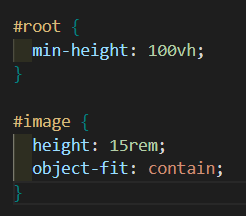 #root {
  min-height: 100vh;
}

#image {
  height: 15rem;
  object-fit: contain;
}